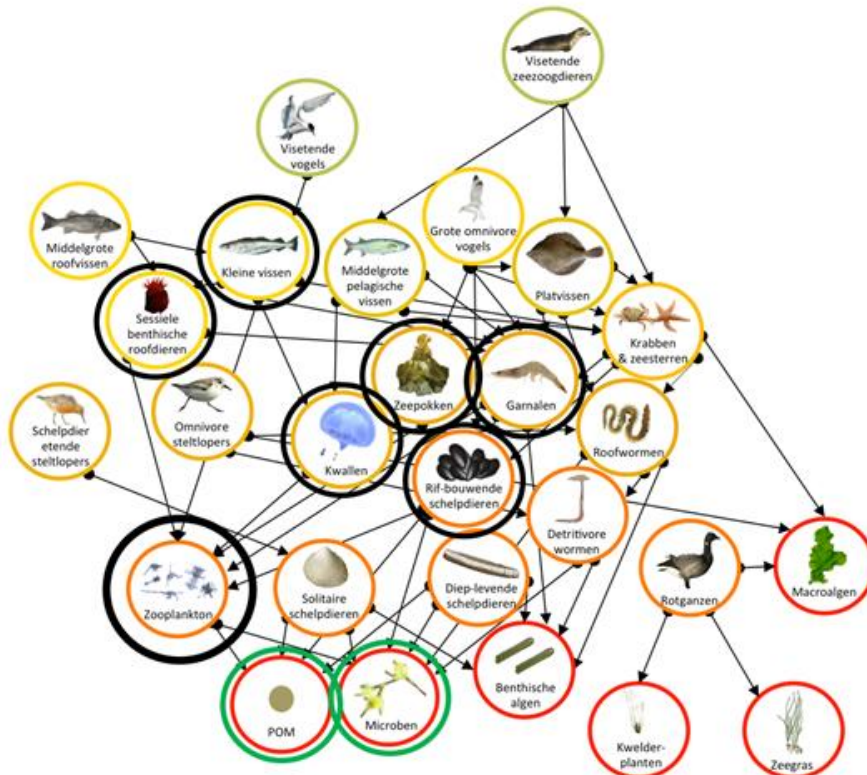 Visetende
zeezoogdieren
Visetende
vogels
Middelgrote
roofvissen
Kleine vissen
Middelgrote
pelagische
vissen
Grote omnivore
vogels
Platvissen
Sessiele
benthische
roofdieren
Krabben
& zeesterren
Zeepokken
Garnalen
Schelpdier
etende
steltlopers
Omnivore
steltlopers
Kwallen
Roofwormen
Rif-bouwende
schelpdieren
Detritivore
wormen
Zooplankton
Solitaire
schelpdieren
Diep-levende
schelpdieren
Rotganzen
Macroalgen
POM
Microben
Benthische
algen
Kwelder-
planten
Zeegras